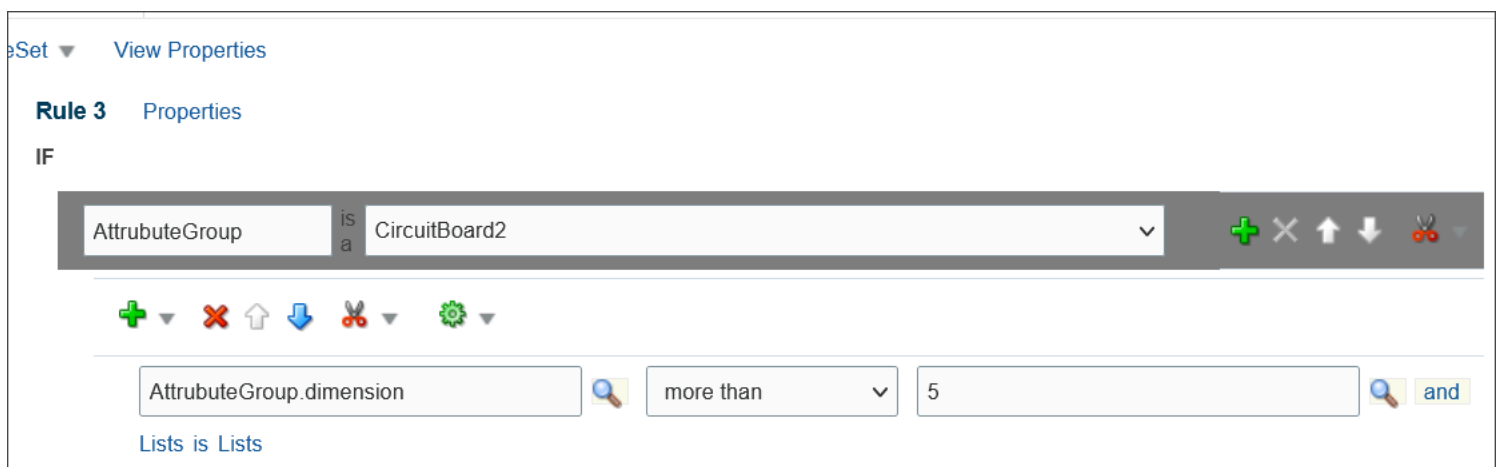 eSet View Properties
Rule 3 Properties
IF
AttrubuteGroup is a CircuitBoard2
AttrubuteGroup.dimension more than 5 and
Lists is Lists